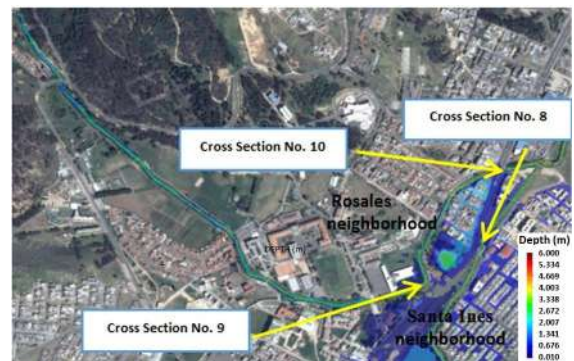 Cross Section No. 8
Cross Section No. 10
Rosales
neighborhood
DEPTH (m)
Depth (m)
6.000
5.334
4.669
4.003
3.338
2.672
2.007
1.341
0.676
0.010
Cross Section No. 9
Santa Ines
neighborhood